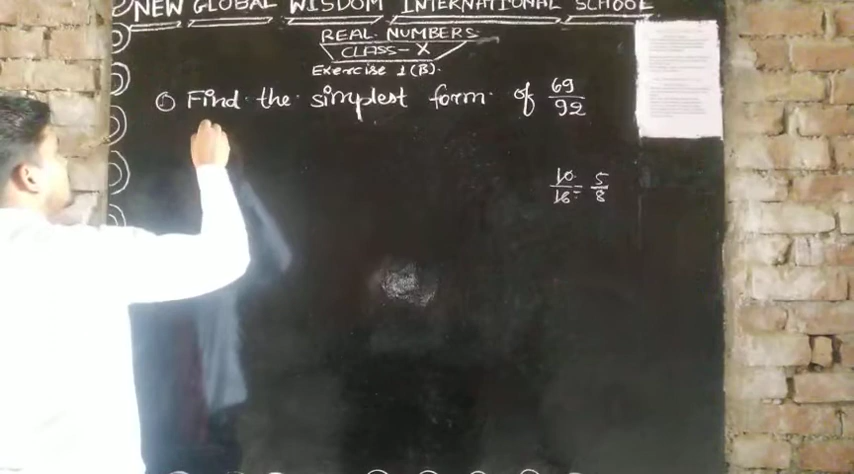 NEW GLOBAL WISDOM INTERNATIONAL SCHOOL
REAL NUMBERS
CLASS-X
Exercise 1(B).
① Find the simplest form of 69/92
10/16 = 5/8